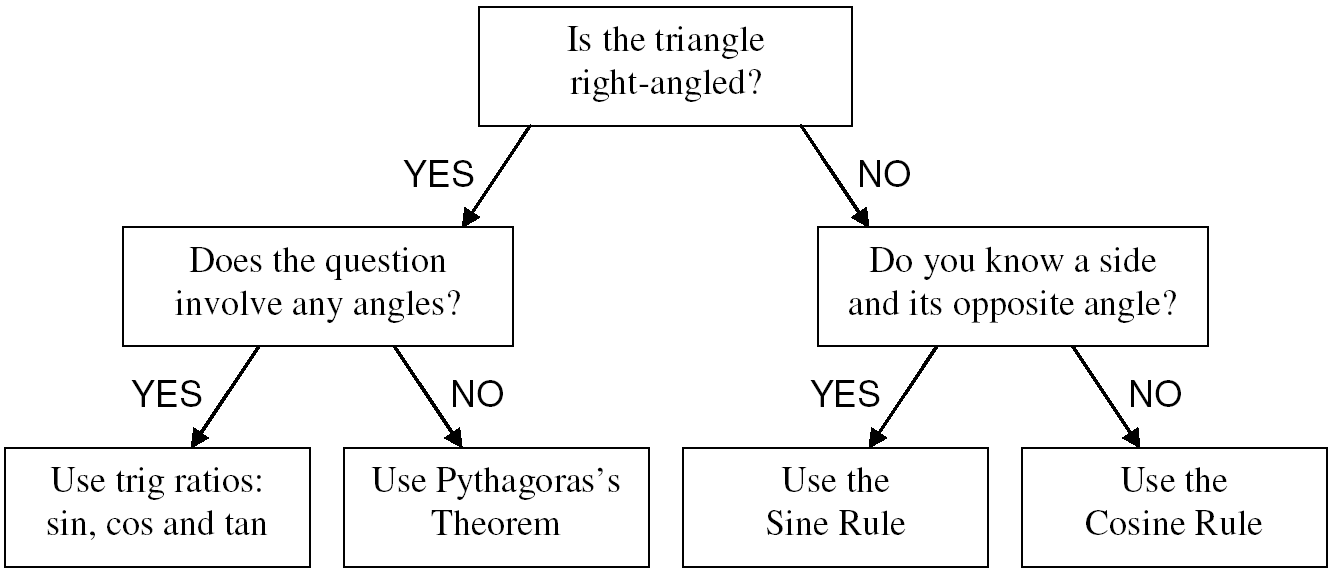 Is the triangle
right-angled?
YES
NO
Does the question
involve any angles?
Do you know a side
and its opposite angle?
YES
NO
YES
NO
Use trig ratios:
sin, cos and tan
Use Pythagoras’s
Theorem
Use the
Sine Rule
Use the
Cosine Rule